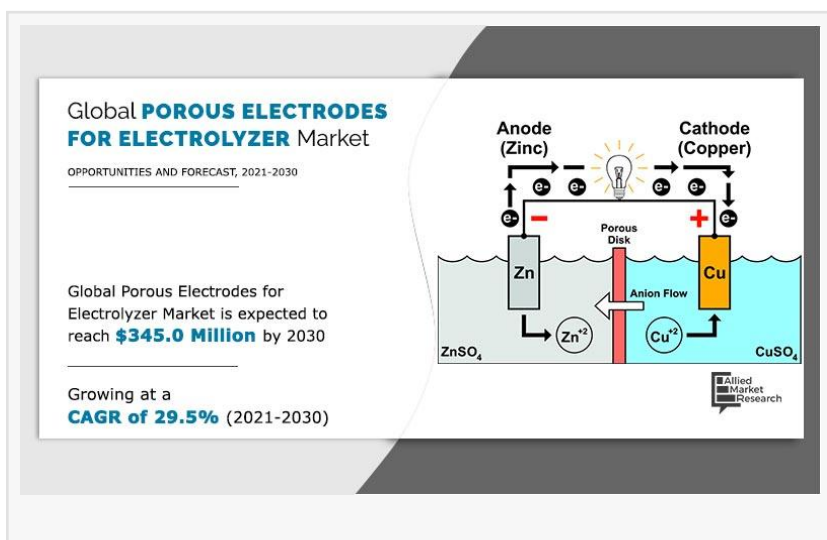 Global POROUS ELECTRODES
FOR ELECTROLYZER Market
OPPORTUNITIES AND FORECAST, 2021-2030
Global Porous Electrodes for
Electrolyzer Market is expected to
reach $345.0 Million by 2030
Growing at a
CAGR of 29.5% (2021-2030)
Anode
(Zinc)
Cathode
(Copper)
e- e- e- e-
e- − + e-
Porous
Disk
Zn
Cu
Anion Flow
Zn+2
Cu+2
ZnSO4
CuSO4
Allied
Market
Research